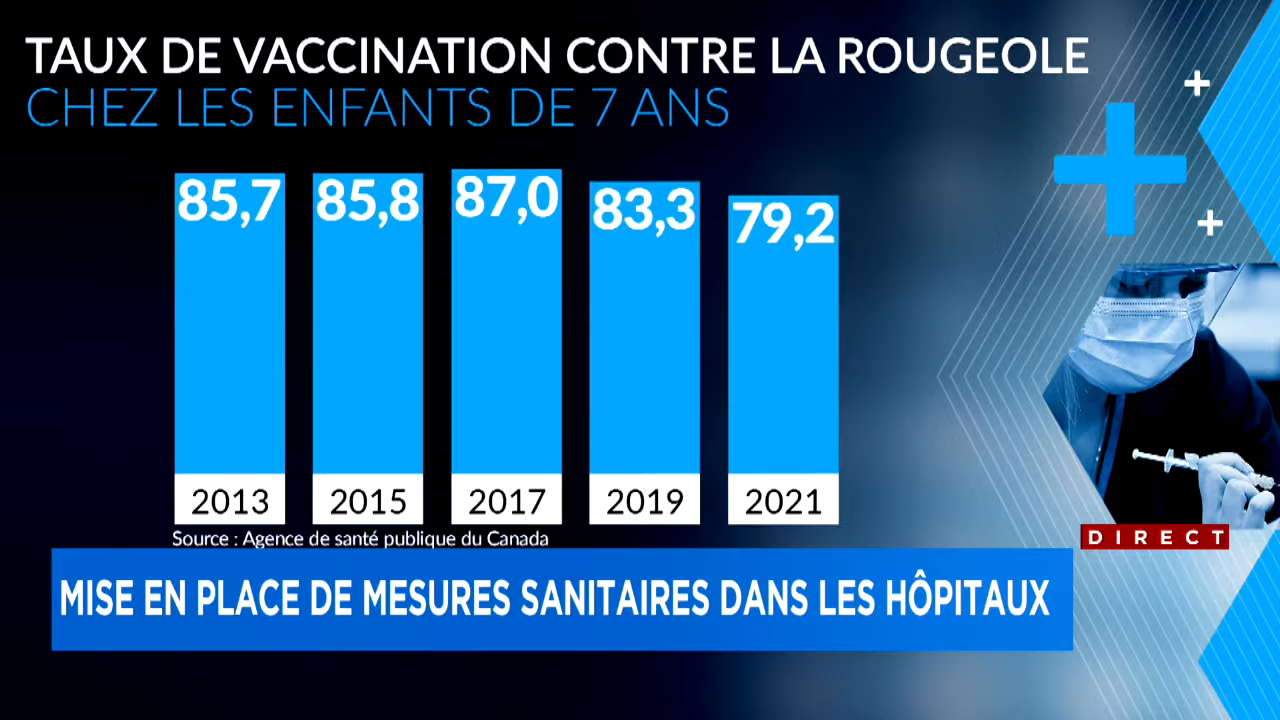 TAUX DE VACCINATION CONTRE LA ROUGEOLE
CHEZ LES ENFANTS DE 7 ANS
85,7 85,8 87,0 83,3 79,2
2013 2015 2017 2019 2021
Source : Agence de santé publique du Canada
DIRECT
MISE EN PLACE DE MESURES SANITAIRES DANS LES HÔPITAUX